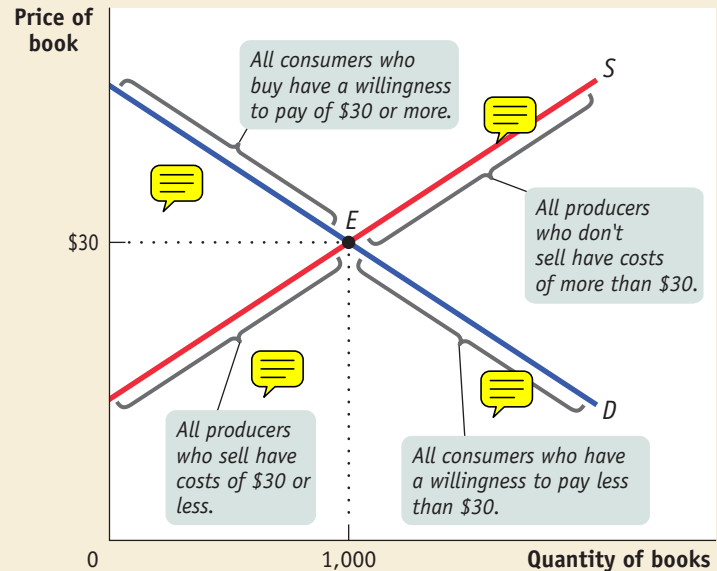 Price of
book
All consumers who
buy have a willingness
to pay of $30 or more.
S
E
$30
All producers
who don't
sell have costs
of more than $30.
D
All producers
who sell have
costs of $30 or
less.
All consumers who have
a willingness to pay less
than $30.
0
1,000
Quantity of books